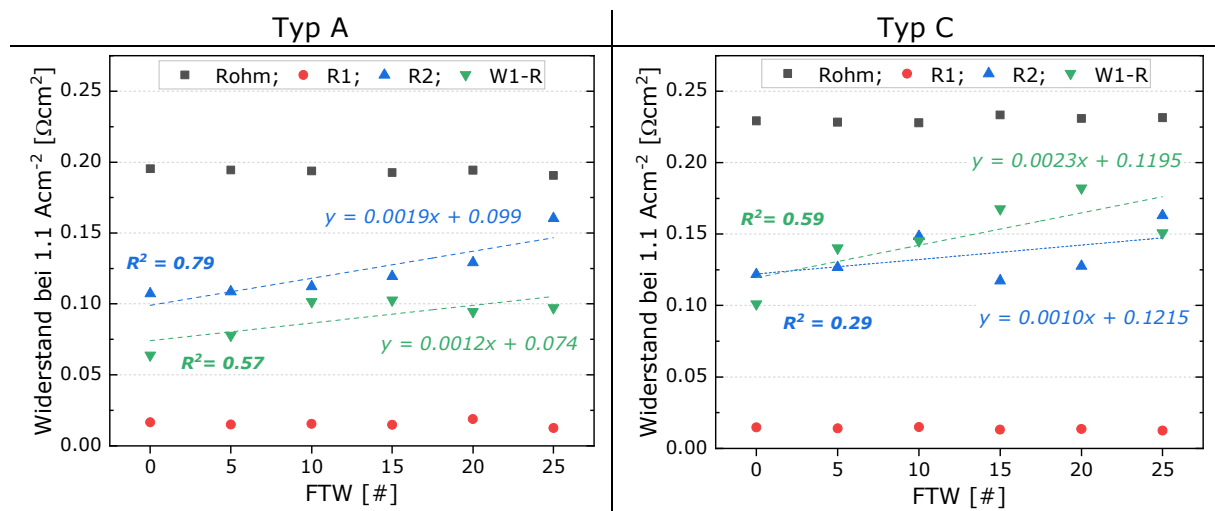 Typ A
Typ C
Rohm; R1; R2; W1-R
0.25
0.20
0.15
0.10
0.05
0.00
Widerstand bei 1.1 Acm⁻² [Ωcm²]
y = 0.0019x + 0.099
R² = 0.79
y = 0.0012x + 0.074
R² = 0.57
0 5 10 15 20 25
FTW [#]
Rohm; R1; R2; W1-R
0.25
0.20
0.15
0.10
0.05
0.00
Widerstand bei 1.1 Acm⁻² [Ωcm²]
y = 0.0023x + 0.1195
R² = 0.59
R² = 0.29
y = 0.0010x + 0.1215
0 5 10 15 20 25
FTW [#]